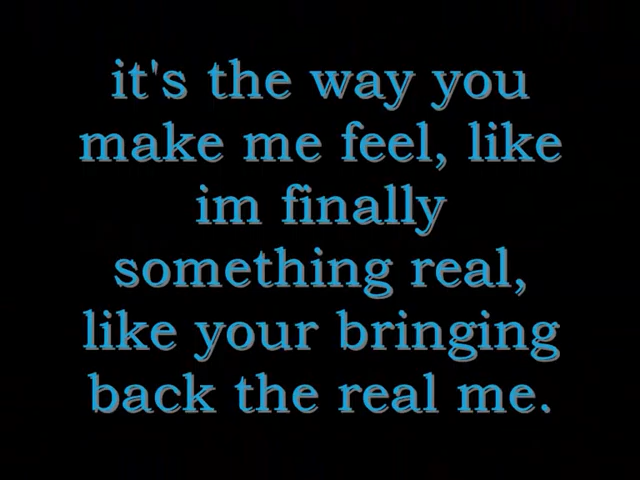 it's the way you
make me feel, like
im finally
something real,
like your bringing
back the real me.